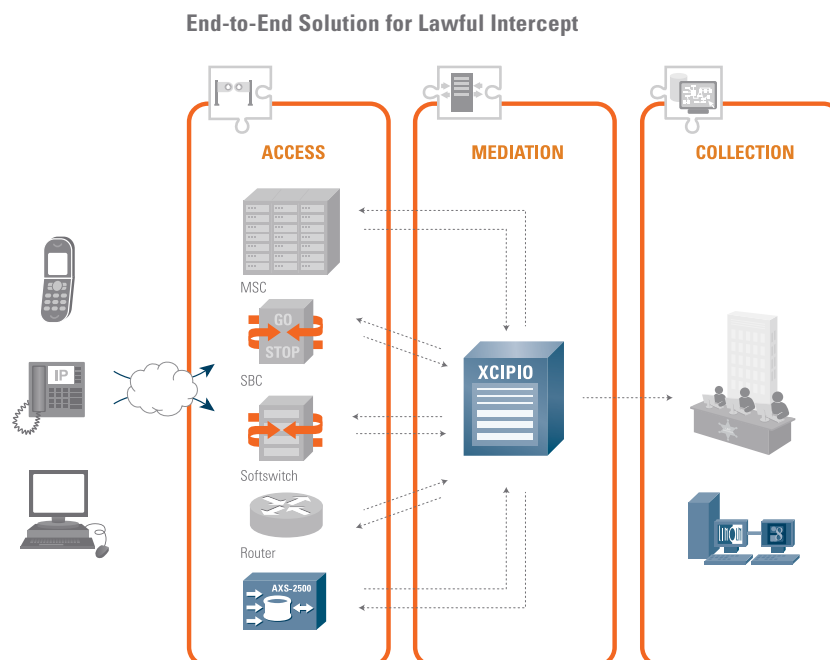 End-to-End Solution for Lawful Intercept
ACCESS
MEDIATION
COLLECTION
MSC
GO
STOP
SBC
IP
XCIPIO
Softswitch
Router
AXS-2500